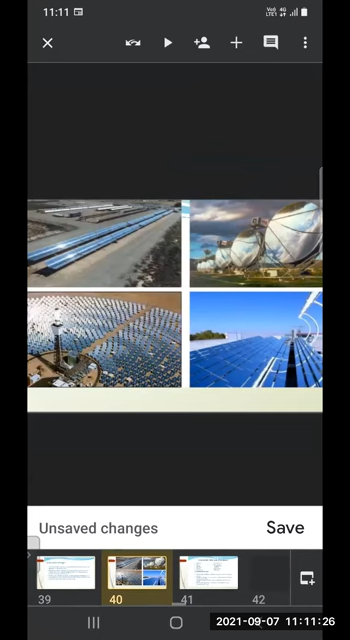 11:11
Vo)) 4G
LTE1
Unsaved changes
Save
39
40
41
42
2021-09-07 11:11:26